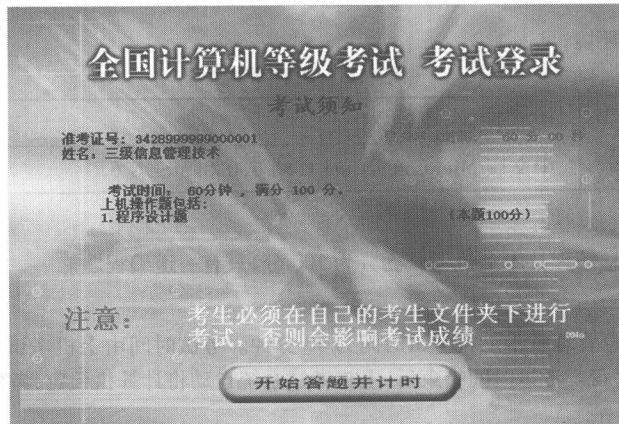 全国计算机等级考试 考试登录
考试须知
准考证号: 3428999999000001
60 分 00 秒
姓名: 三级信息管理技术
考试时间: 60分钟 , 满分 100 分。
上机操作题包括:
1.程序设计题 (本题100分)
注意: 考生必须在自己的考生文件夹下进行
考试, 否则会影响考试成绩
开始答题并计时